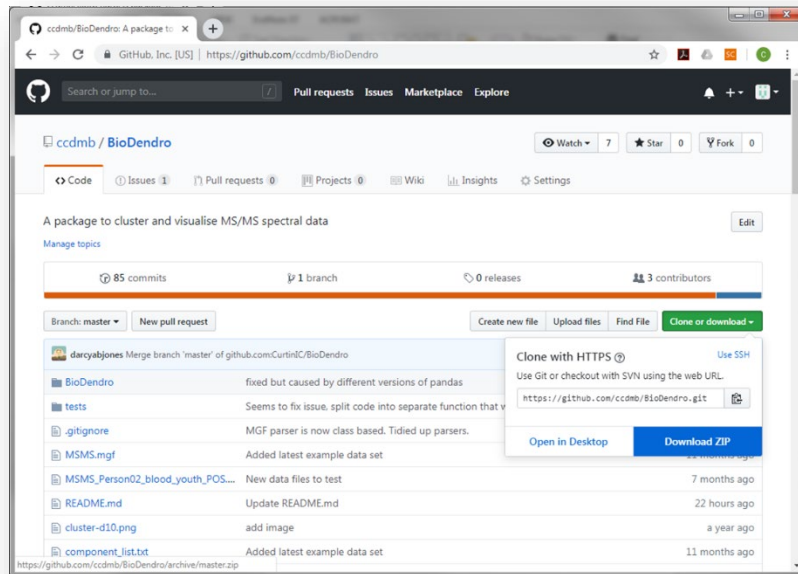 ccdmb/BioDendro: A package to
GitHub, Inc. [US] | https://github.com/ccdmb/BioDendro
Search or jump to... / Pull requests Issues Marketplace Explore
ccdmb / BioDendro Watch 7 Star 0 Fork 0
Code Issues 1 Pull requests 0 Projects 0 Wiki Insights Settings
A package to cluster and visualise MS/MS spectral data Edit
Manage topics
85 commits 1 branch 0 releases 3 contributors
Branch: master New pull request Create new file Upload files Find File Clone or download
darcyabjones Merge branch 'master' of github.com:CurtinIC/BioDendro
Clone with HTTPS Use SSH
Use Git or checkout with SVN using the web URL.
https://github.com/ccdmb/BioDendro.git
Open in Desktop Download ZIP
BioDendro fixed but caused by different versions of pandas
tests Seems to fix issue, split code into separate function that
.gitignore MGF parser is now class based. Tidied up parsers.
MSMS.mgf Added latest example data set 11 months ago
MSMS_Person02_blood_youth_POS.... New data files to test 7 months ago
README.md Update README.md 22 hours ago
cluster-d10.png add image a year ago
component_list.txt Added latest example data set 11 months ago
https://github.com/ccdmb/BioDendro/archive/master.zip